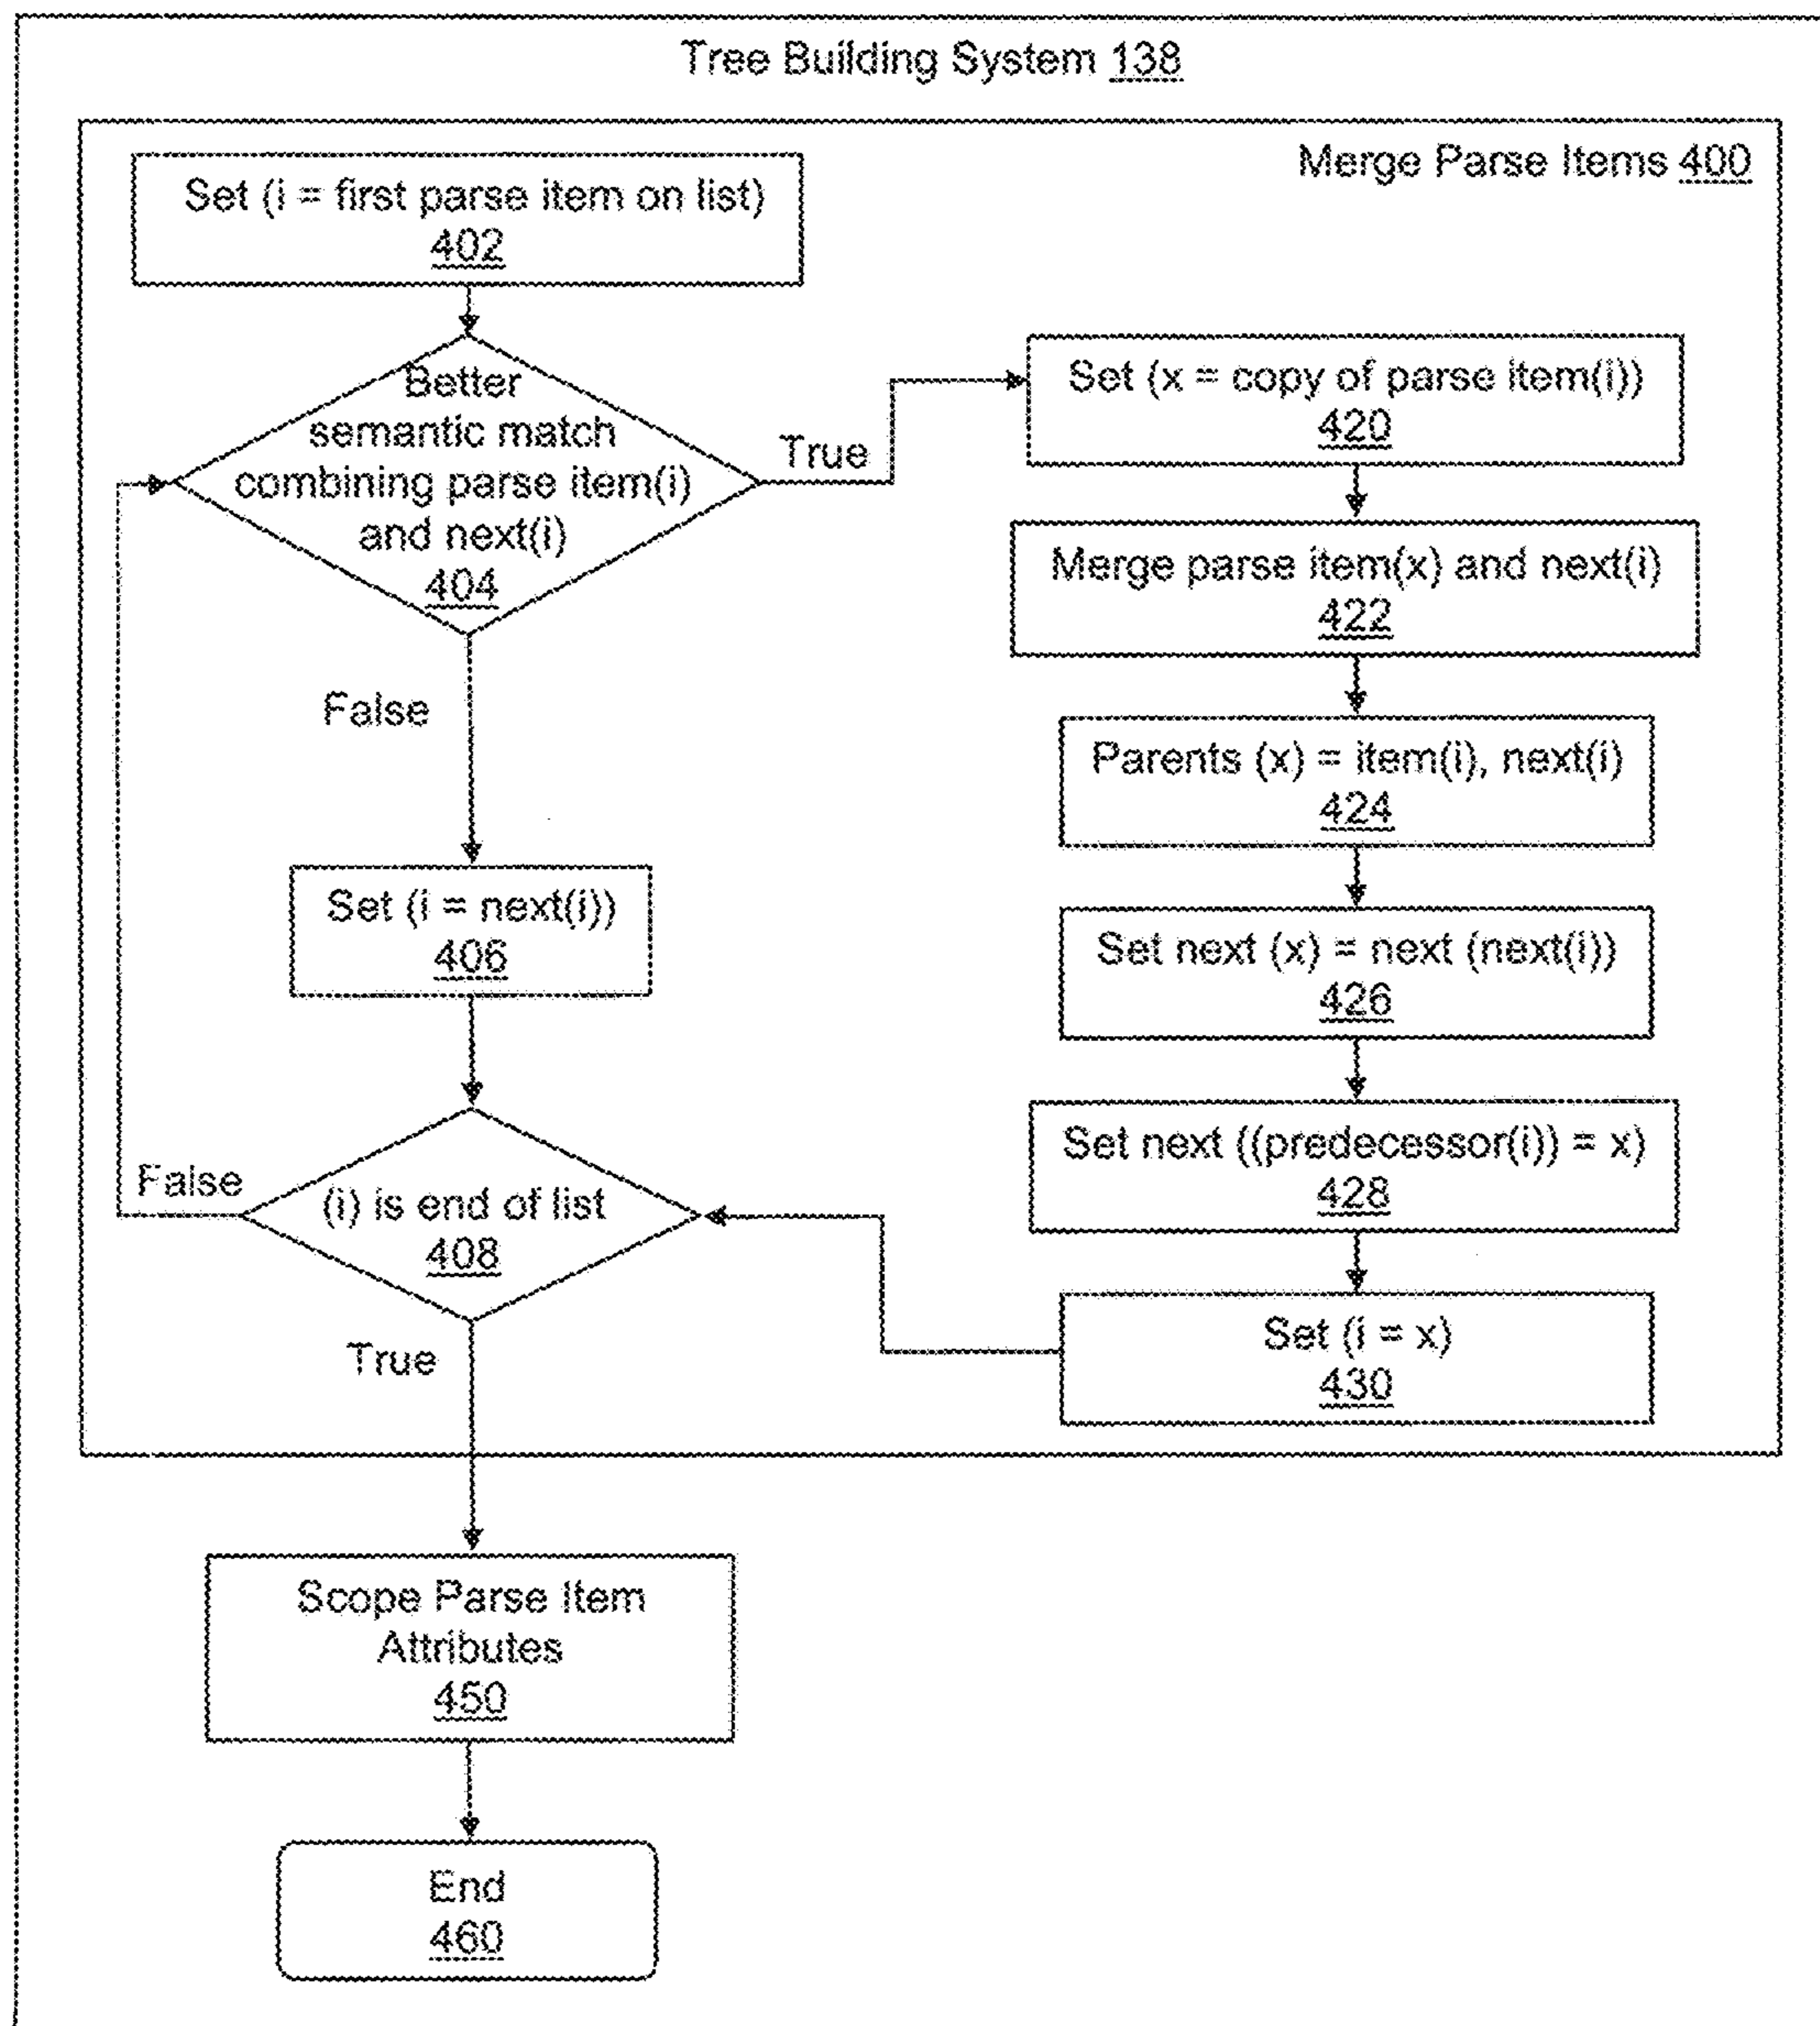 Tree Building System 138
Merge Parse Items 400
Set (i = first parse item on list)
402
Better
semantic match
combining parse item(i)
and next(i)
404
True
False
Set (i = next(i))
406
(i) is end of list
408
False
True
Set (x = copy of parse item(i))
420
Merge parse item(x) and next(i)
422
Parents (x) = item(i), next(i)
424
Set next (x) = next (next(i))
426
Set next ((predecessor(i)) = x)
428
Set (i = x)
430
Scope Parse Item
Attributes
450
End
460